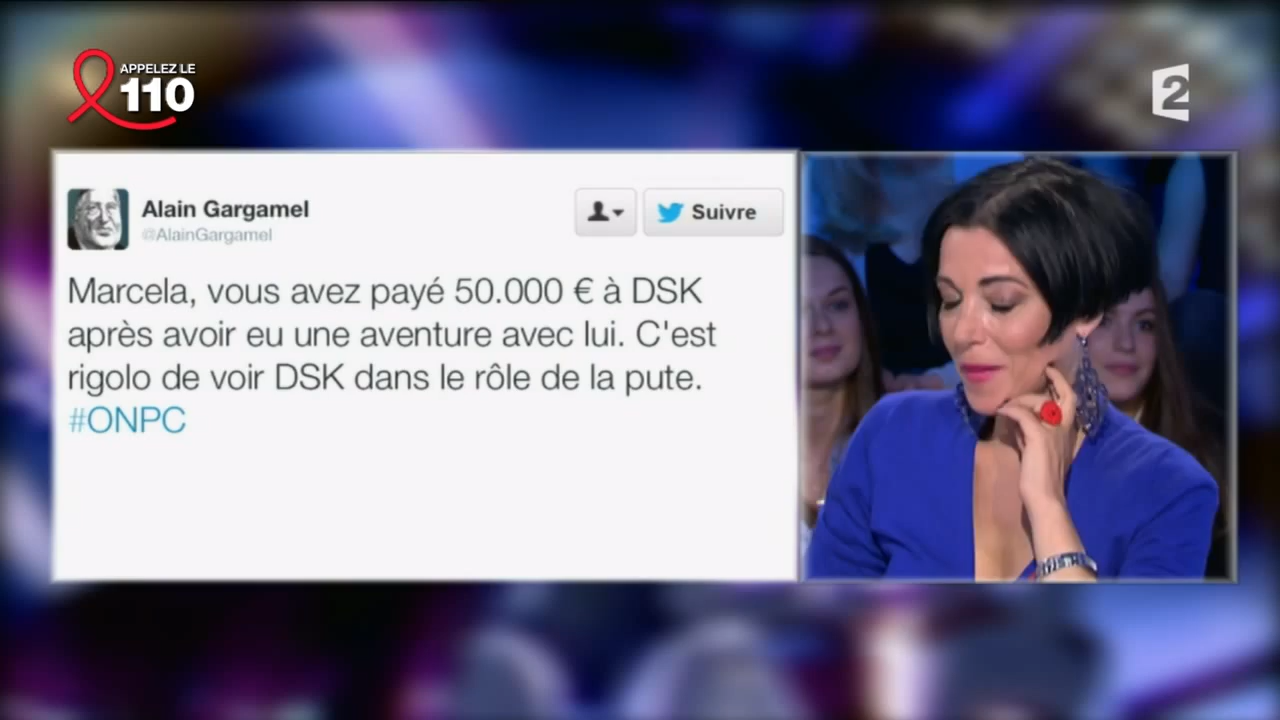 APPELEZ LE
110
2
Alain Gargamel
@AlainGargamel
Suivre
Marcela, vous avez payé 50.000 € à DSK
après avoir eu une aventure avec lui. C'est
rigolo de voir DSK dans le rôle de la pute.
#ONPC